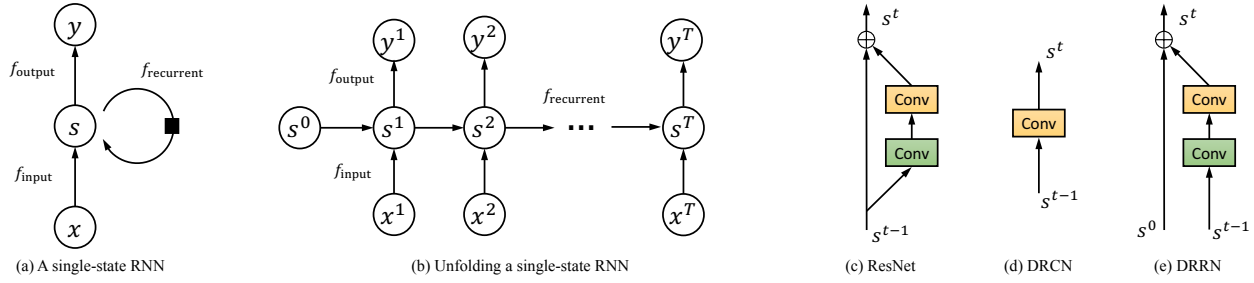 y
f_output
f_recurrent
s
f_input
x
(a) A single-state RNN
y^1 y^2 y^T
f_output
f_recurrent
s^0 s^1 s^2 ... s^T
f_input
x^1 x^2 x^T
(b) Unfolding a single-state RNN
s^t
⊕
Conv
Conv
s^{t−1}
(c) ResNet
s^t
Conv
s^{t−1}
(d) DRCN
s^t
⊕
Conv
Conv
s^0 s^{t−1}
(e) DRRN